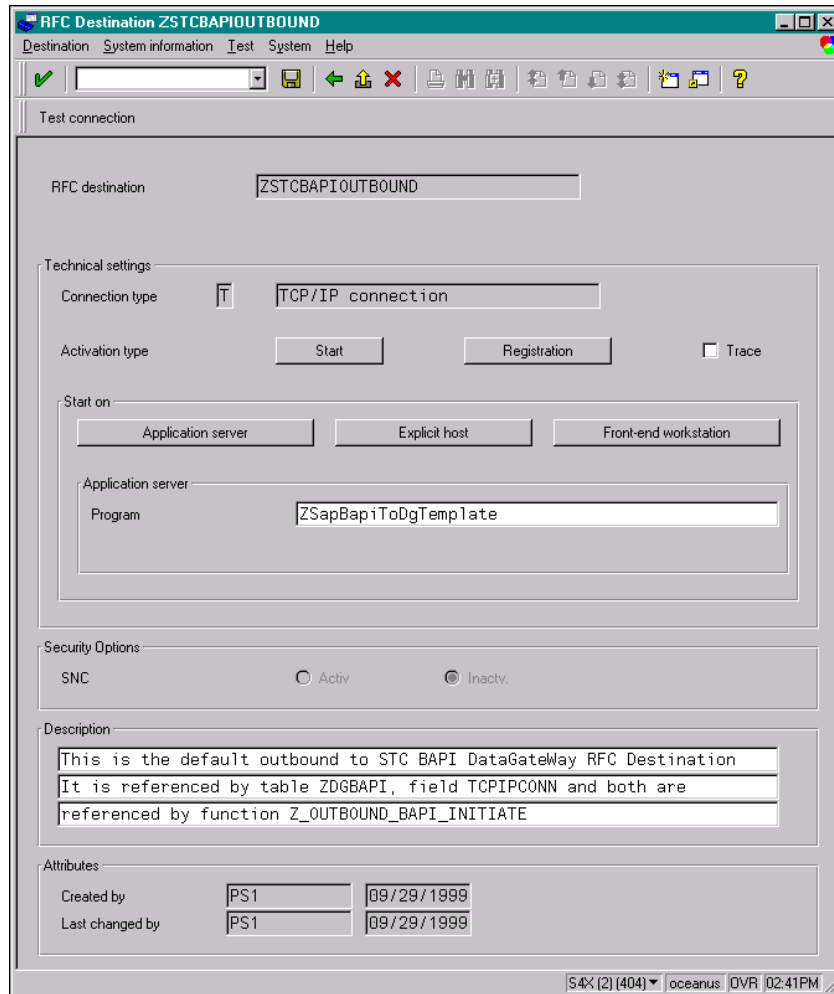 RFC Destination ZSTCBAPIOUTBOUND
Destination System information Test System Help
Test connection
RFC destination ZSTCBAPIOUTBOUND
Technical settings
Connection type T TCP/IP connection
Activation type Start Registration Trace
Start on
Application server Explicit host Front-end workstation
Application server
Program ZSapBapiToDgTemplate
Security Options
SNC Activ Inactv.
Description
This is the default outbound to STC BAPI DataGateWay RFC Destination
It is referenced by table ZDGBAPI, field TCPIPCONN and both are
referenced by function Z_OUTBOUND_BAPI_INITIATE
Attributes
Created by PS1 09/29/1999
Last changed by PS1 09/29/1999
S4X (2) (404) oceanus OVR 02:41PM